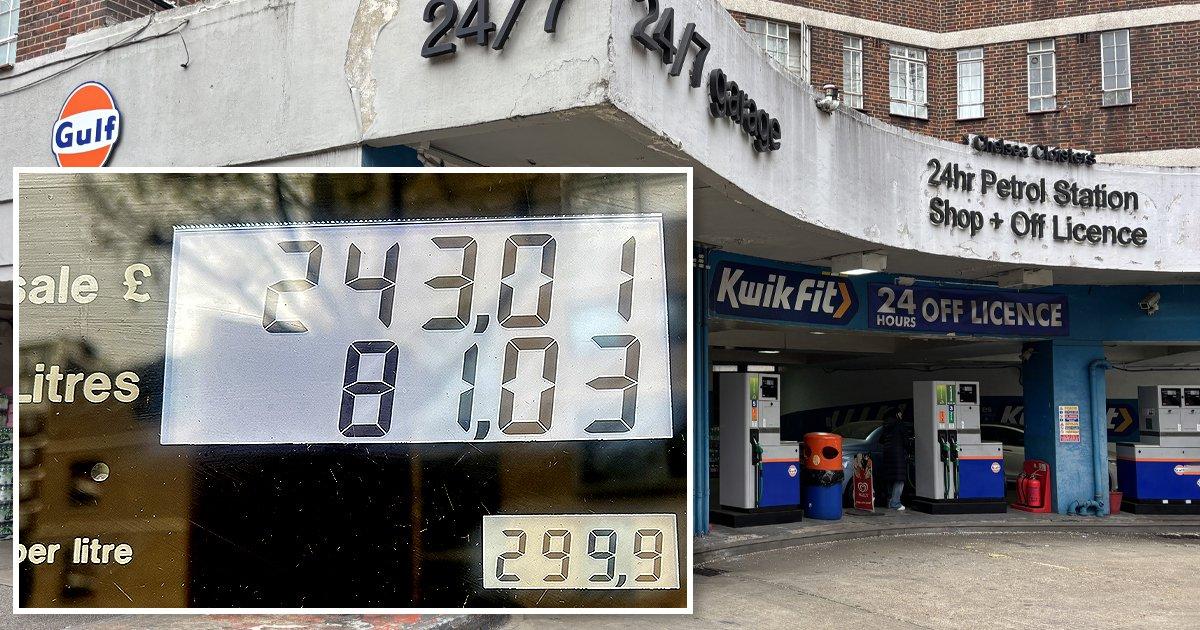 24/7
24/7 garage
Gulf
Chelsea Cloisters
24hr Petrol Station
Shop + Off Licence
KwikFit
24 HOURS OFF LICENCE
sale £ 243,01
Litres 81,03
per litre 299,9